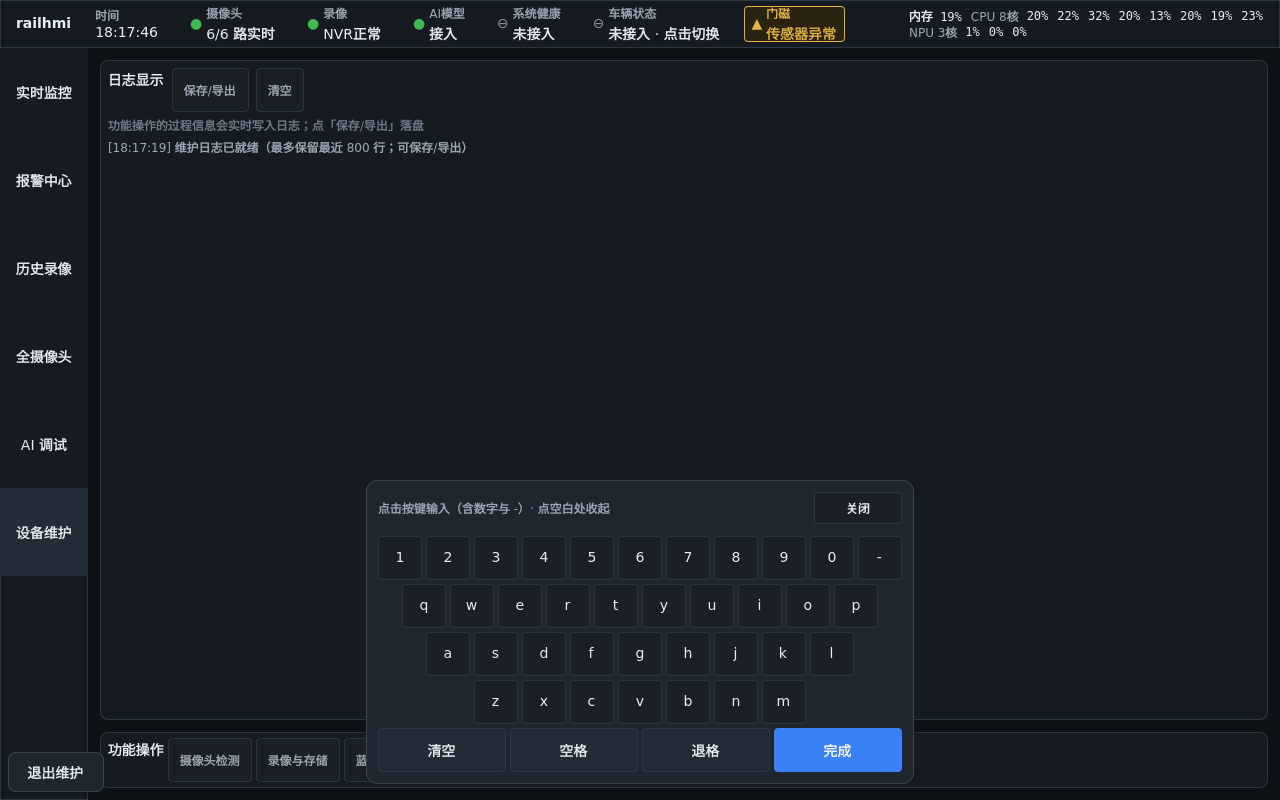 railhmi
时间
18:17:46
摄像头
6/6 路实时
录像
NVR正常
AI模型
接入
系统健康
未接入
车辆状态
未接入 · 点击切换
门磁
传感器异常
内存 19% CPU 8核 20% 22% 32% 20% 13% 20% 19% 23%
NPU 3核 1% 0% 0%
实时监控
报警中心
历史录像
全摄像头
AI 调试
设备维护
退出维护
日志显示 保存/导出 清空
功能操作的过程信息会实时写入日志；点「保存/导出」落盘
[18:17:19] 维护日志已就绪（最多保留最近 800 行；可保存/导出）
点击按键输入（含数字与 -）· 点空白处收起 关闭
1 2 3 4 5 6 7 8 9 0 -
q w e r t y u i o p
a s d f g h j k l
z x c v b n m
清空 空格 退格 完成
功能操作 摄像头检测 录像与存储 蓝